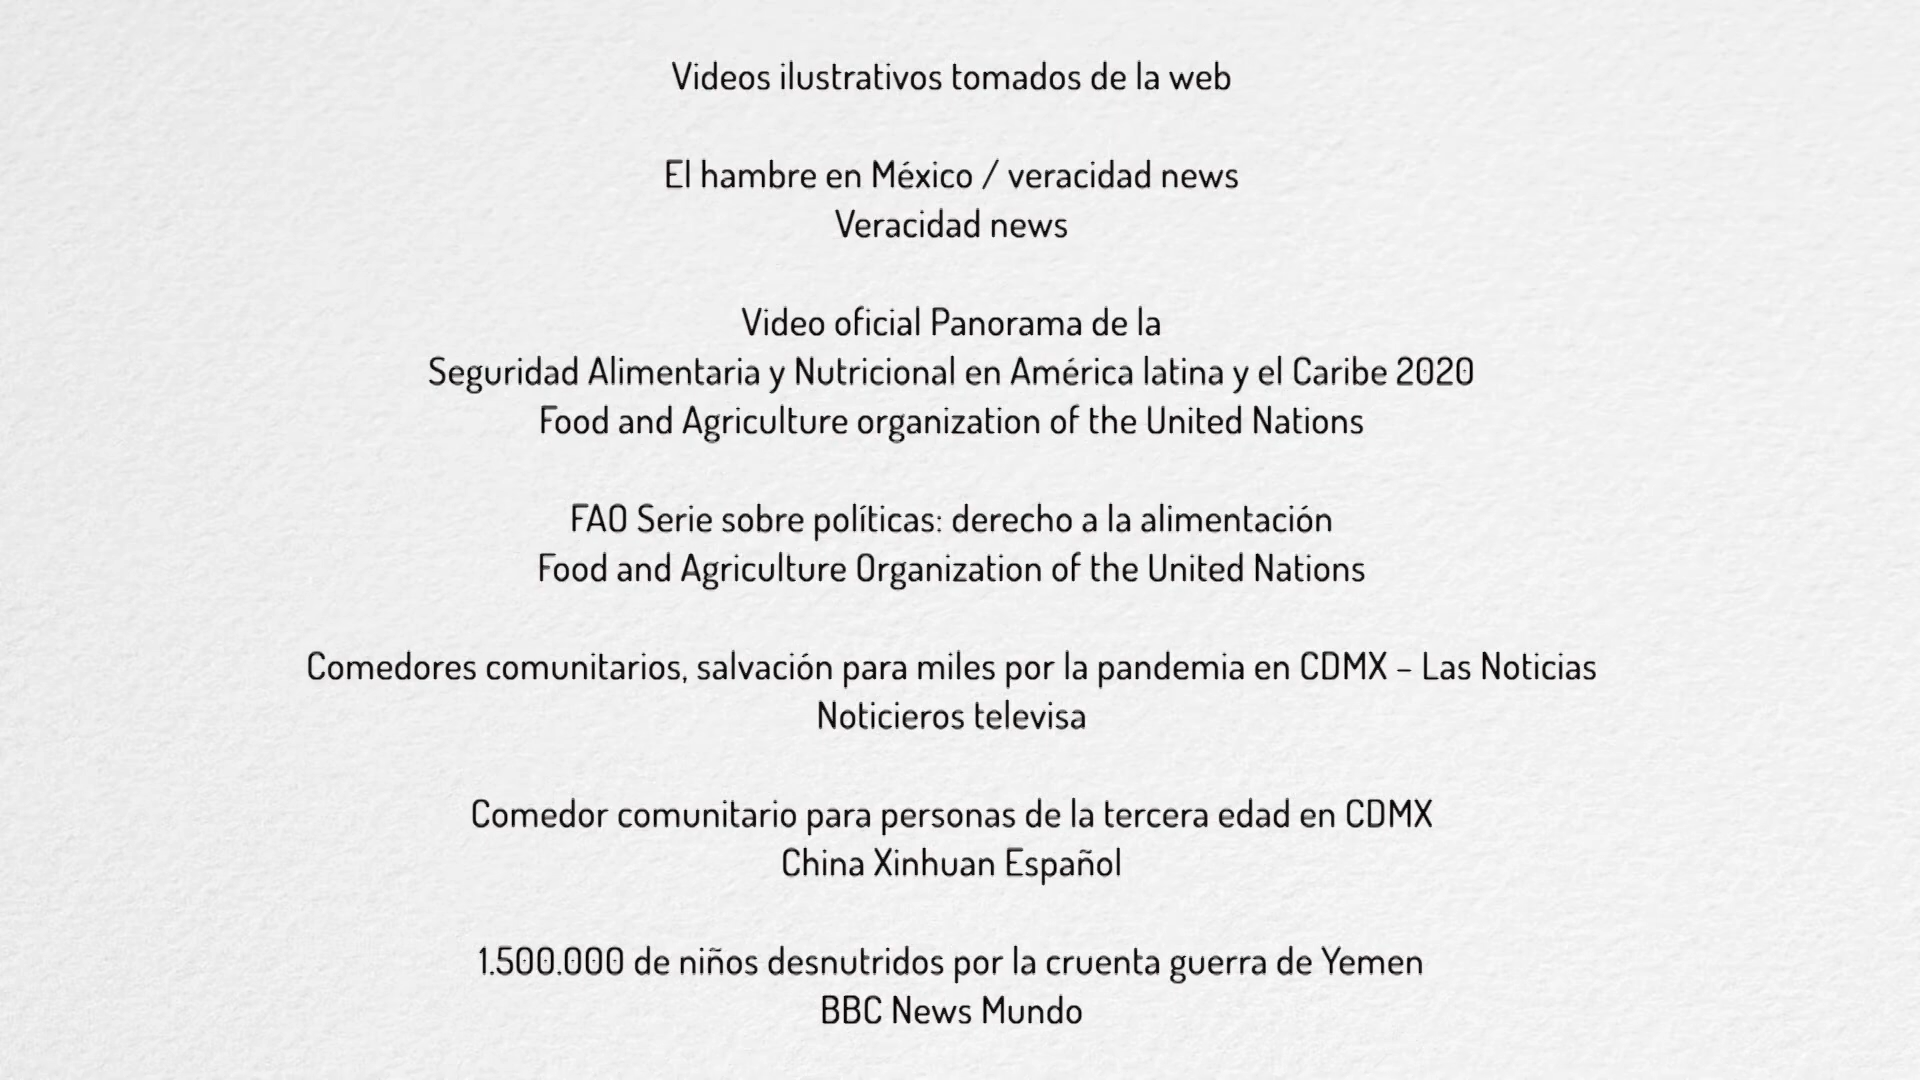 Videos ilustrativos tomados de la web
El hambre en México / veracidad news
Veracidad news
Video oficial Panorama de la
Seguridad Alimentaria y Nutricional en América latina y el Caribe 2020
Food and Agriculture organization of the United Nations
FAO Serie sobre políticas: derecho a la alimentación
Food and Agriculture Organization of the United Nations
Comedores comunitarios, salvación para miles por la pandemia en CDMX – Las Noticias
Noticieros televisa
Comedor comunitario para personas de la tercera edad en CDMX
China Xinhuan Español
1.500.000 de niños desnutridos por la cruenta guerra de Yemen
BBC News Mundo